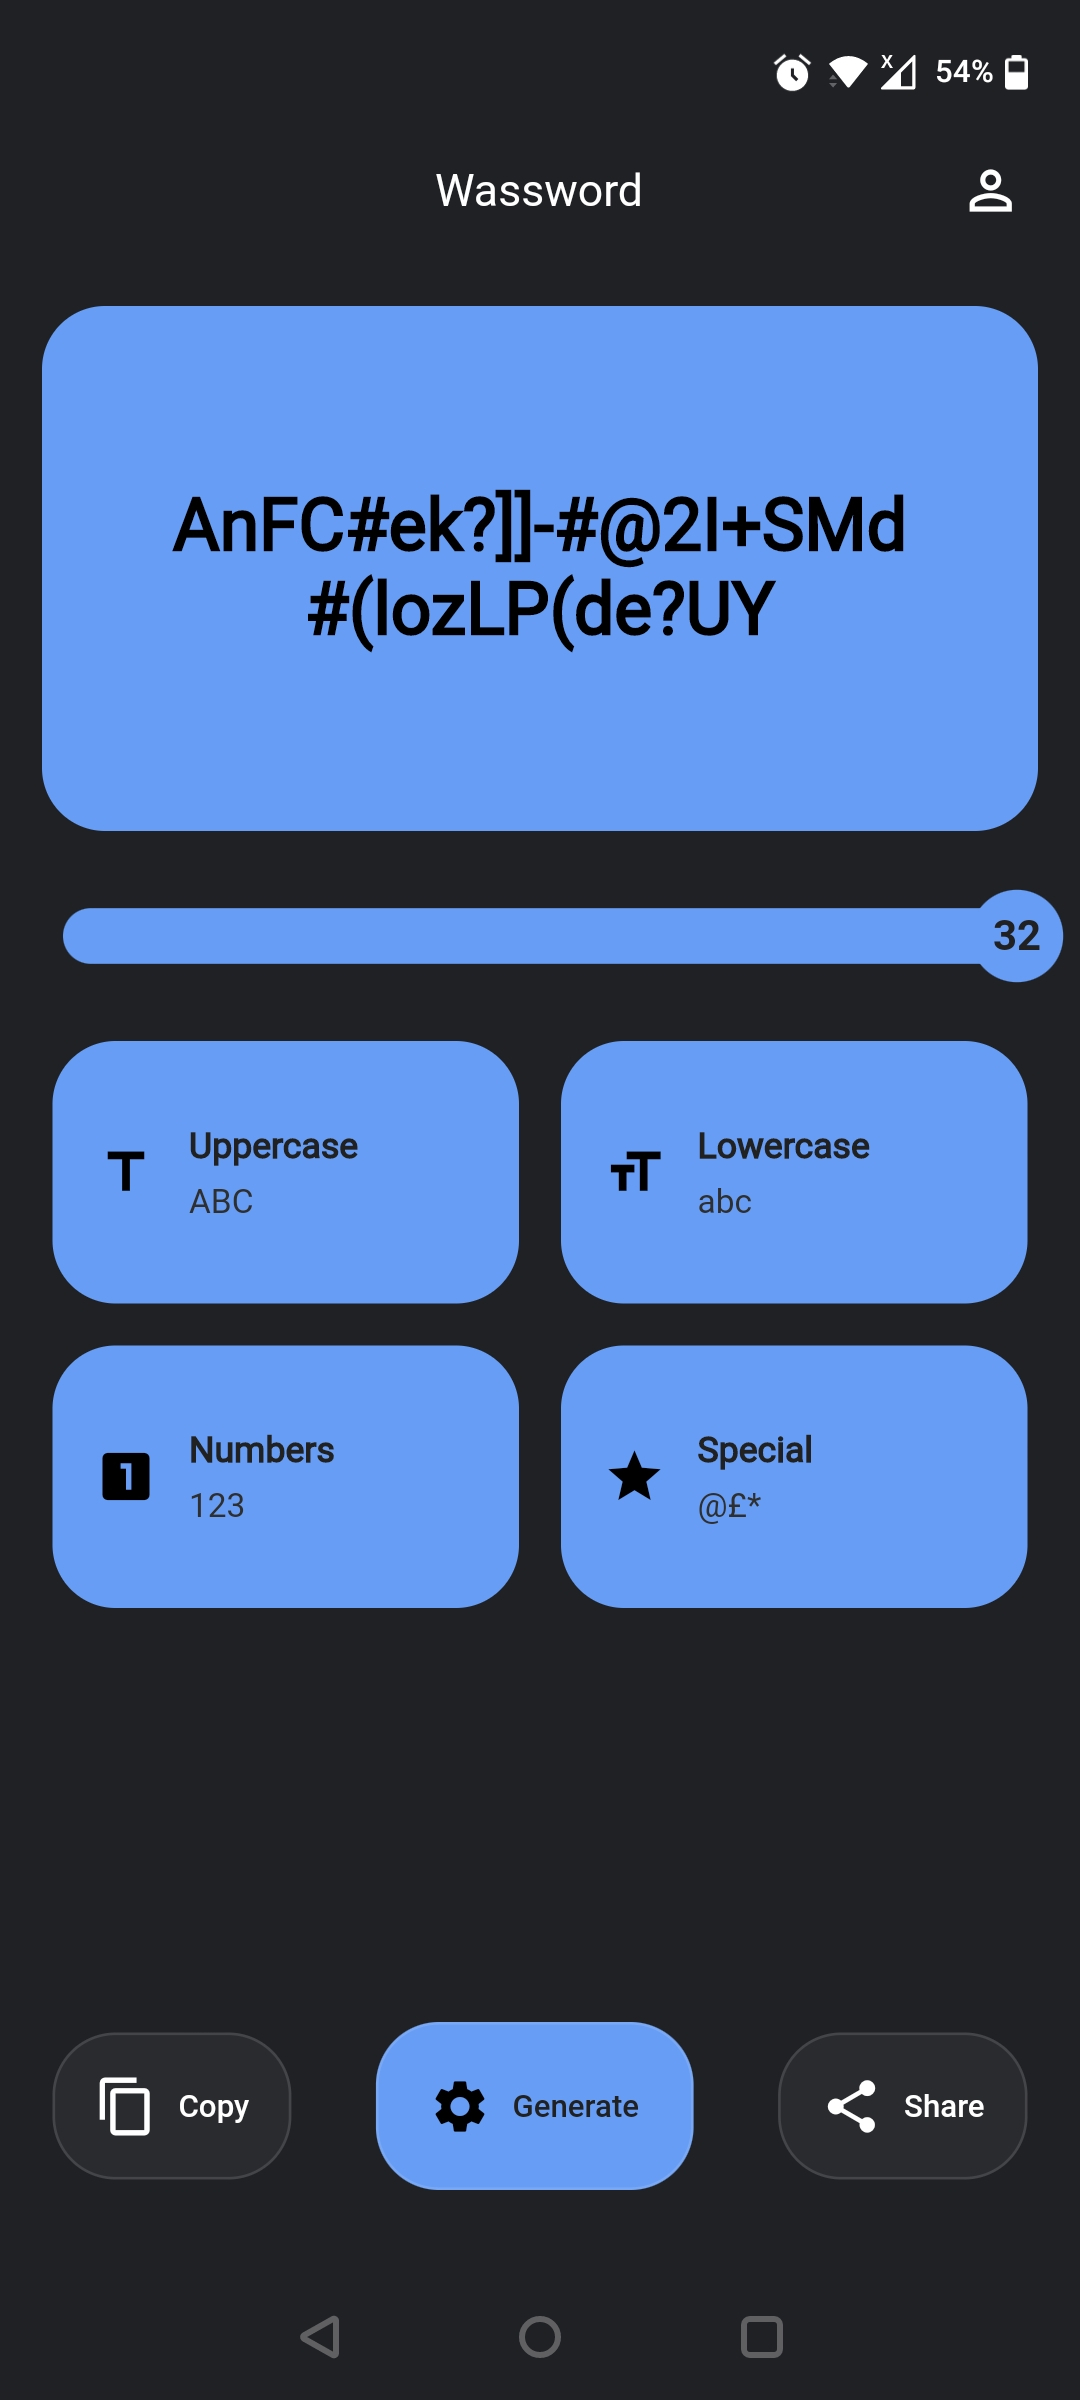 54%
Wassword
AnFC#ek?]]-#@2I+SMd
#(lozLP(de?UY
32
Uppercase
ABC
Lowercase
abc
Numbers
123
Special
@£*
Copy
Generate
Share